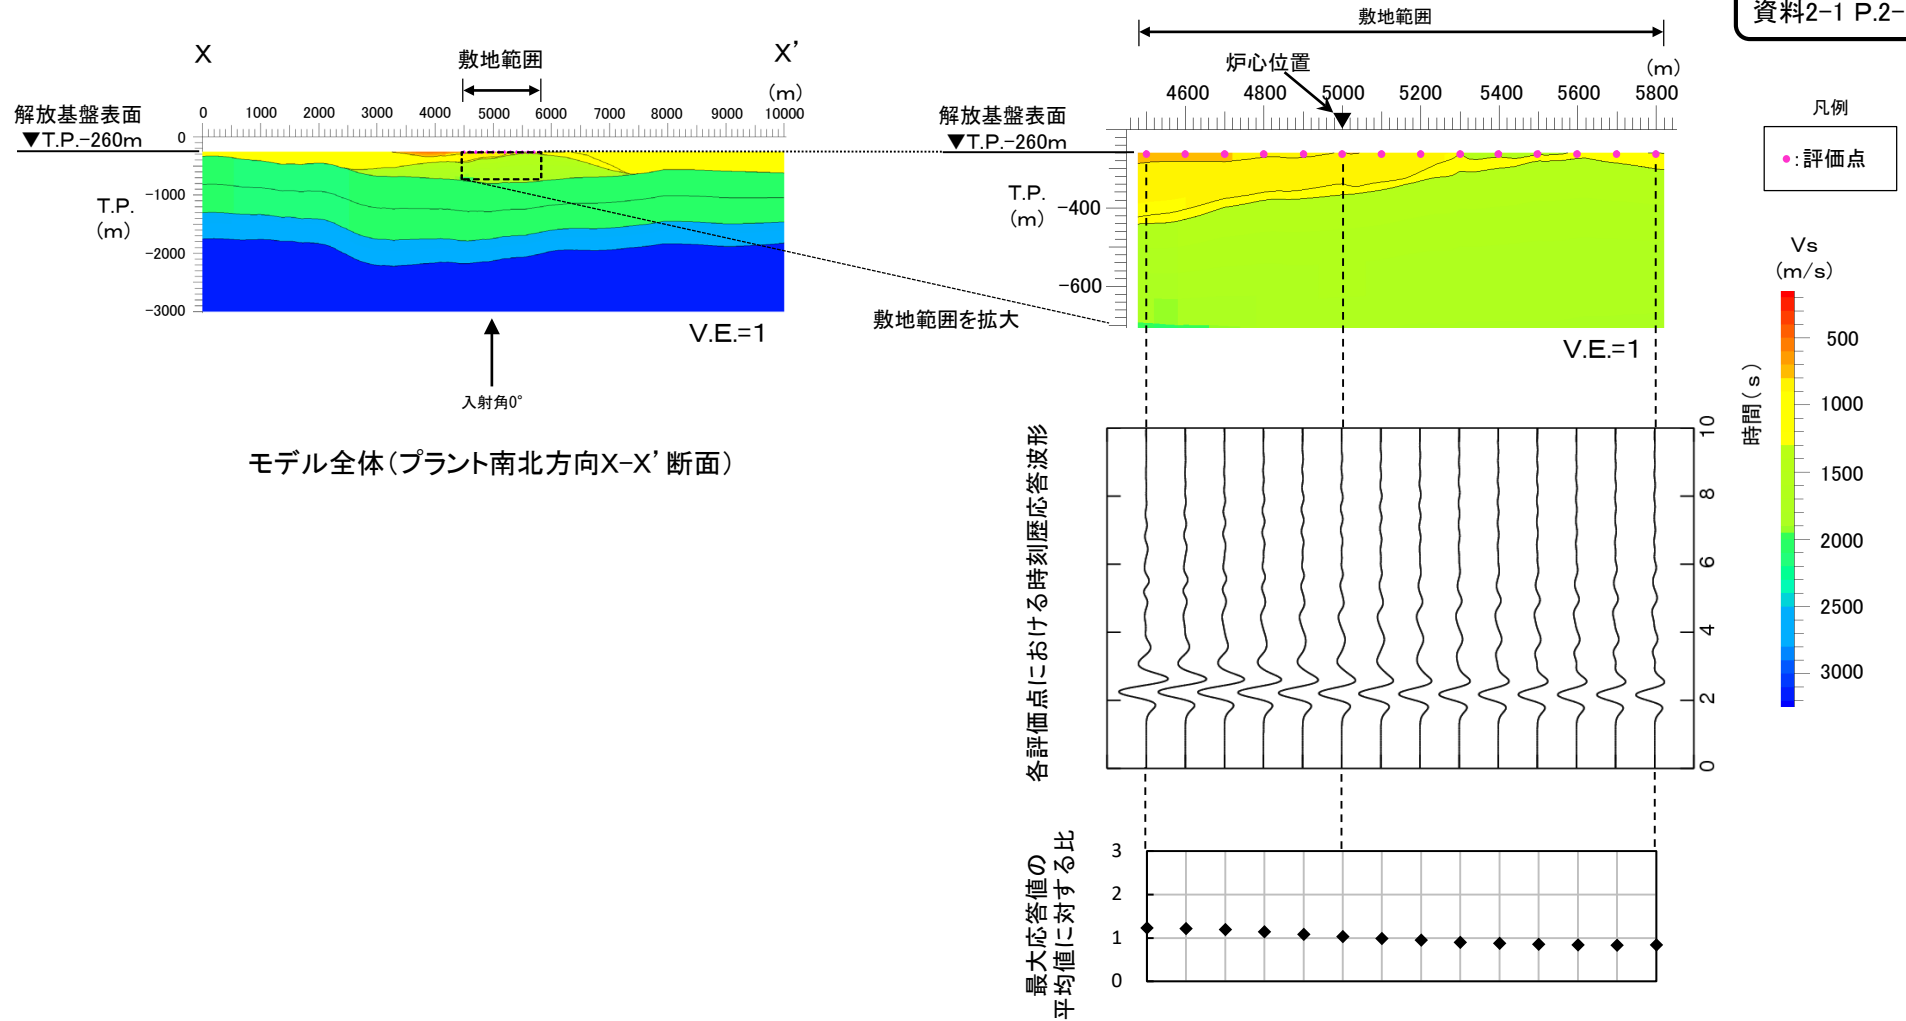 資料2-1 P.2-
X
敷地範囲
X'
(m)
解放基盤表面
▼T.P.-260m
0 1000 2000 3000 4000 5000 6000 7000 8000 9000 10000
T.P.
(m)
0
-1000
-2000
-3000
V.E.=1
入射角0°
モデル全体(プラント南北方向X-X'断面)
敷地範囲
炉心位置
(m)
4600 4800 5000 5200 5400 5600 5800
解放基盤表面
▼T.P.-260m
T.P.
(m)
-400
-600
敷地範囲を拡大
V.E.=1
凡例
●:評価点
Vs
(m/s)
500
1000
1500
2000
2500
3000
各評価点における時刻歴応答波形
時間(s)
10
8
6
4
2
0
最大応答値の
平均値に対する比
3
2
1
0